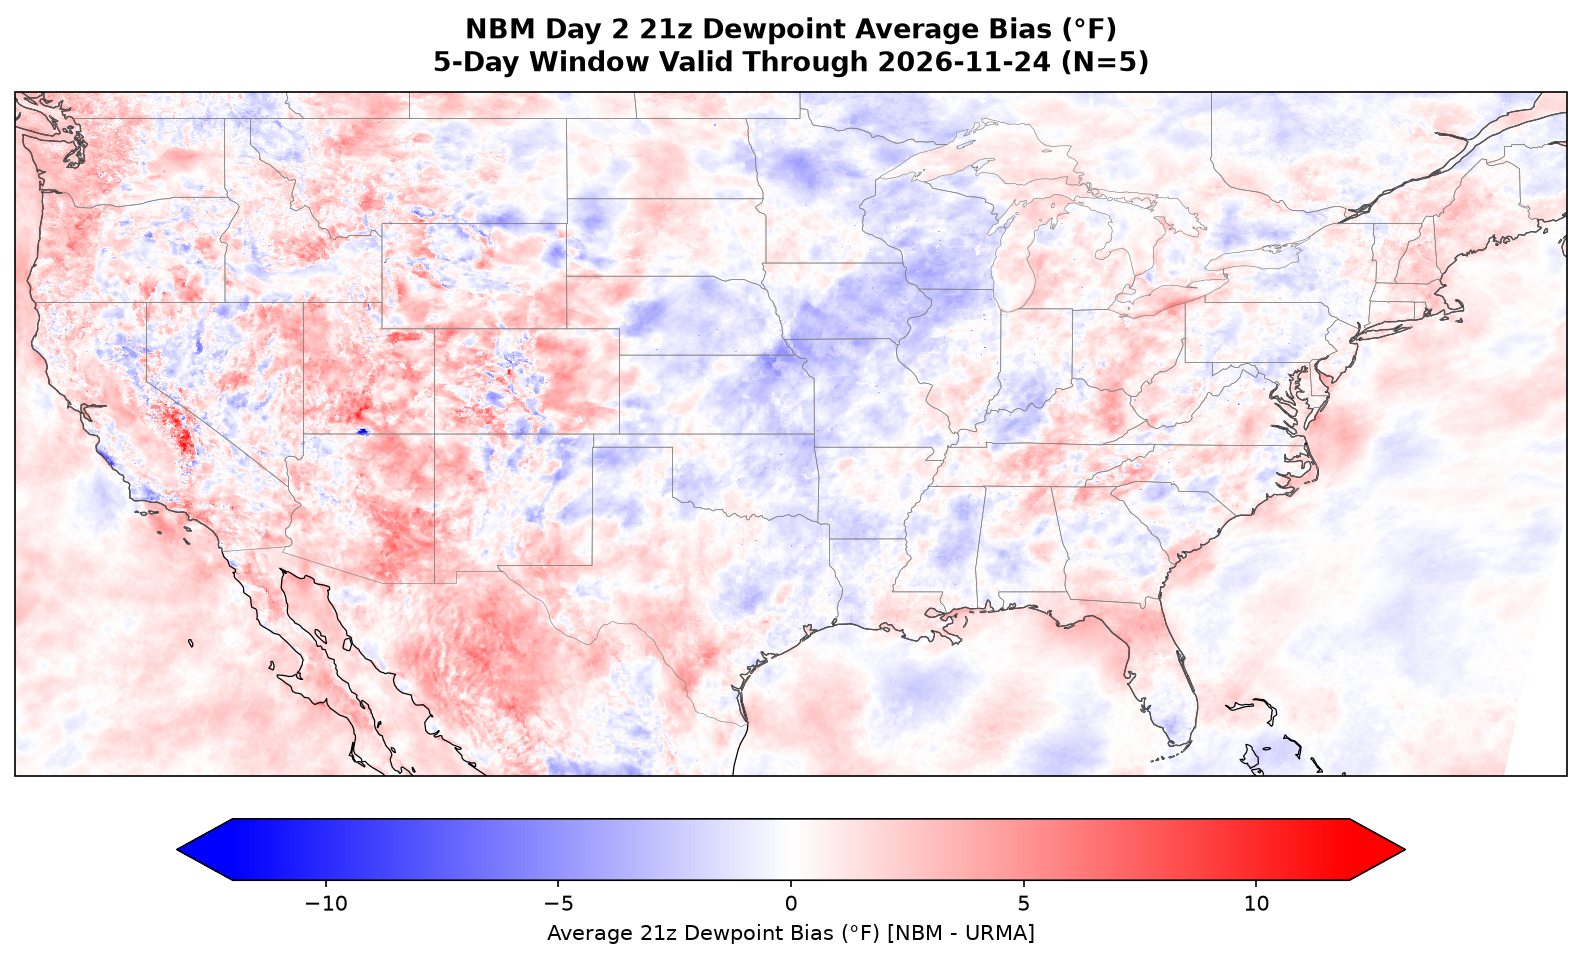 NBM Day 2 21z Dewpoint Average Bias (°F)
5-Day Window Valid Through 2026-11-24 (N=5)
−10 −5 0 5 10
Average 21z Dewpoint Bias (°F) [NBM - URMA]